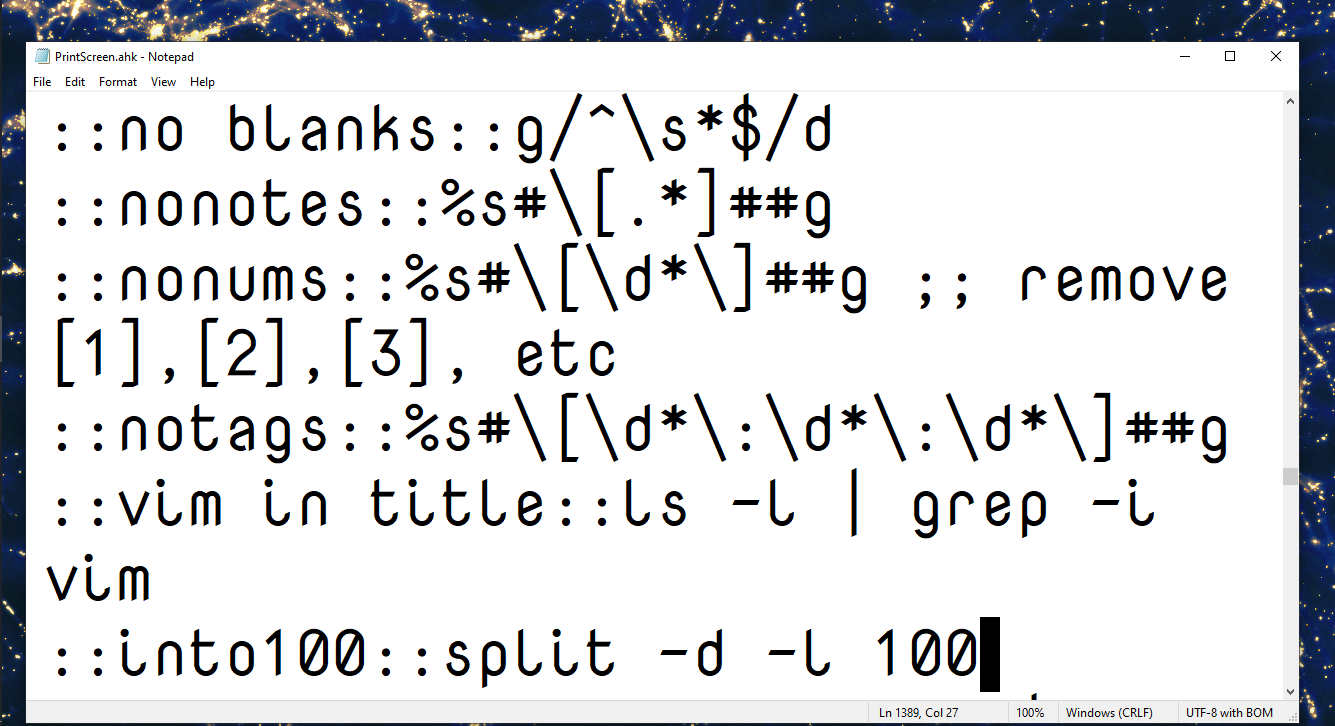 PrintScreen.ahk - Notepad
File Edit Format View Help
::no blanks::g/^\s*$/d
::nonotes::%s#\[.*]##g
::nonums::%s#\[\d*\]##g ;; remove
[1],[2],[3], etc
::notags::%s#\[\d*\:\d*\:\d*\]##g
::vim in title::ls -l | grep -i
vim
::into100::split -d -l 100
Ln 1389, Col 27 100% Windows (CRLF) UTF-8 with BOM